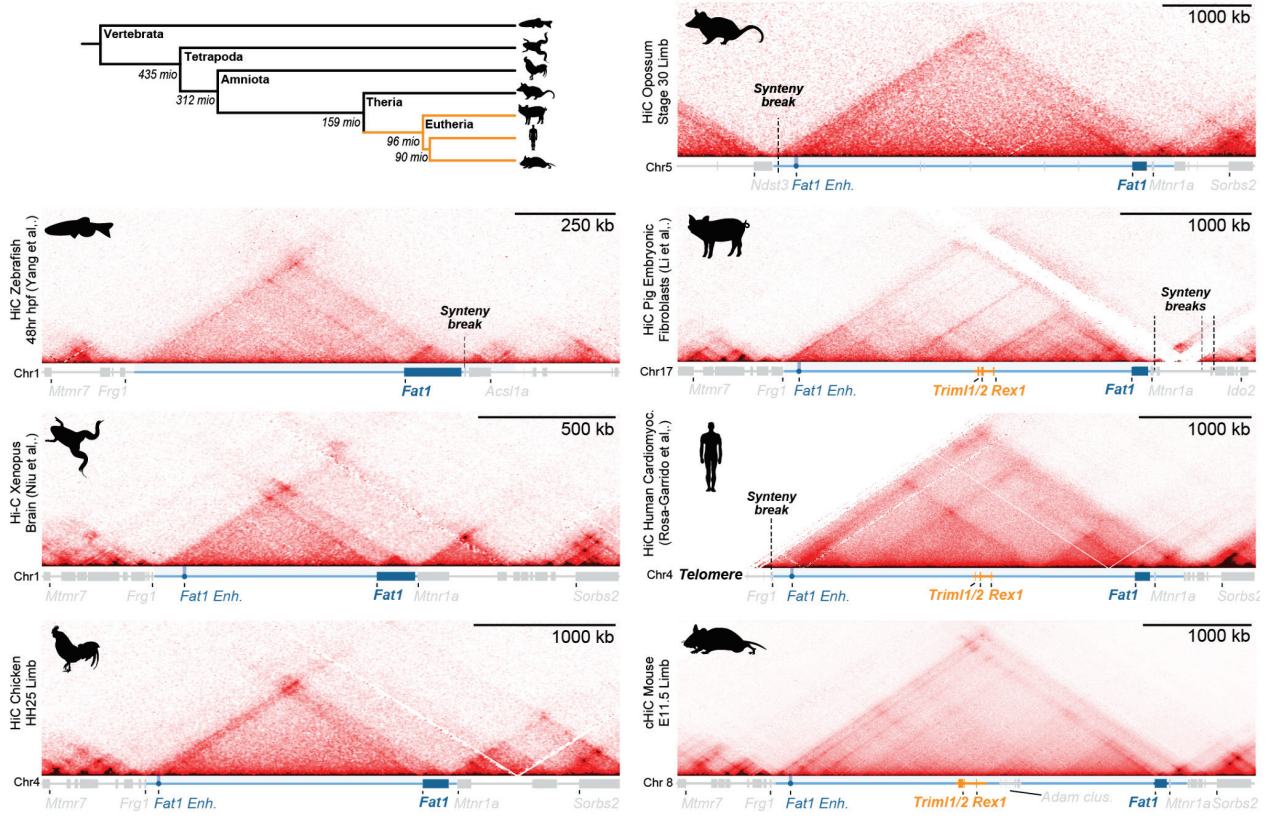 Vertebrata
Tetrapoda
435 mio
Amniota
312 mio
Theria
159 mio
Eutheria
96 mio
90 mio
HiC Opossum
Stage 30 Limb
1000 kb
Synteny
break
Chr5
Ndst3 Fat1 Enh. Fat1 Mtnr1a Sorbs2
HiC Zebrafish
48hr hpf (Yang et al,.)
250 kb
Synteny
break
Chr1
Mtmr7 Frg1 Fat1 Acsl1a
HiC Pig Embryonic
Fibroblasts (Li et al,.)
1000 kb
Synteny
breaks
Chr17
Mtmr7 Frg1 Fat1 Enh. Triml1/2 Rex1 Fat1 Mtnr1a Ido2
Hi-C Xenopus
Brain (Niu et al,.)
500 kb
Chr1
Mtmr7 Frg1 Fat1 Enh. Fat1 Mtnr1a Sorbs2
HiC Human Cardiomyoc.
(Rosa-Garrido et al,.)
1000 kb
Synteny
break
Chr4 Telomere
Frg1 Fat1 Enh. Triml1/2 Rex1 Fat1 Mtnr1a Sorbs2
HiC Chicken
HH25 Limb
1000 kb
Chr4
Mtmr7 Frg1 Fat1 Enh. Fat1 Mtnr1a Sorbs2
cHiC Mouse
E11.5 Limb
1000 kb
Chr 8
Mtmr7 Frg1 Fat1 Enh. Triml1/2 Rex1 Adam clus. Fat1 Mtnr1a Sorbs2